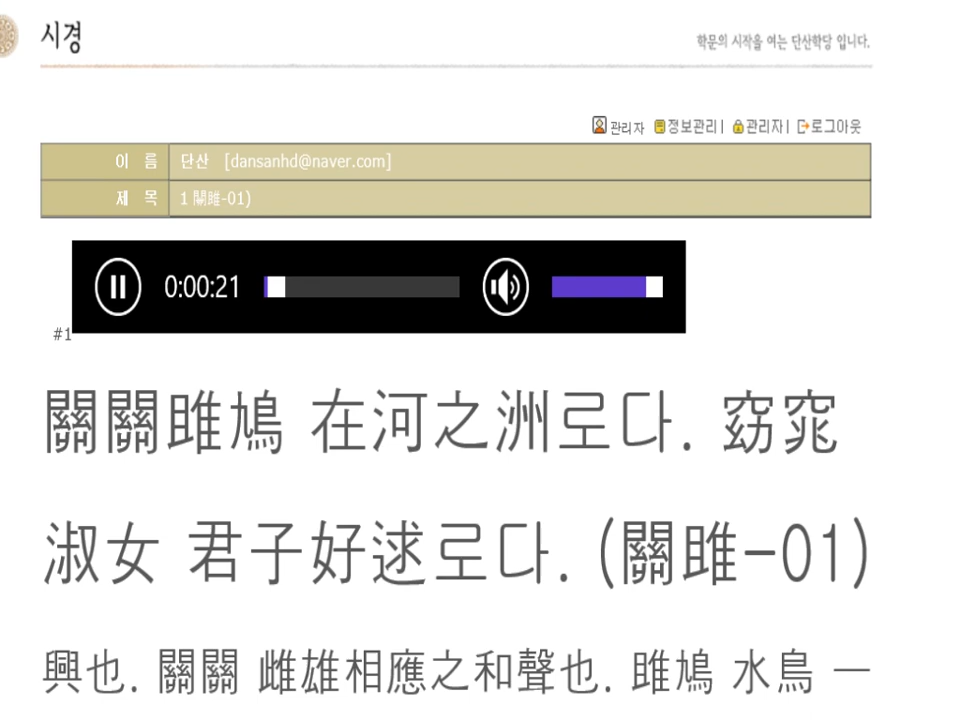 시경
학문의 시작을 여는 단산학당 입니다.
관리자 정보관리| 관리자| 로그아웃
이 름 단산 [dansanhd@naver.com]
제 목 1 關雎-01)
0:00:21
#1
關關雎鳩 在河之洲로다. 窈窕
淑女 君子好逑로다. (關雎-01)
興也. 關關 雌雄相應之和聲也. 雎鳩 水鳥 一